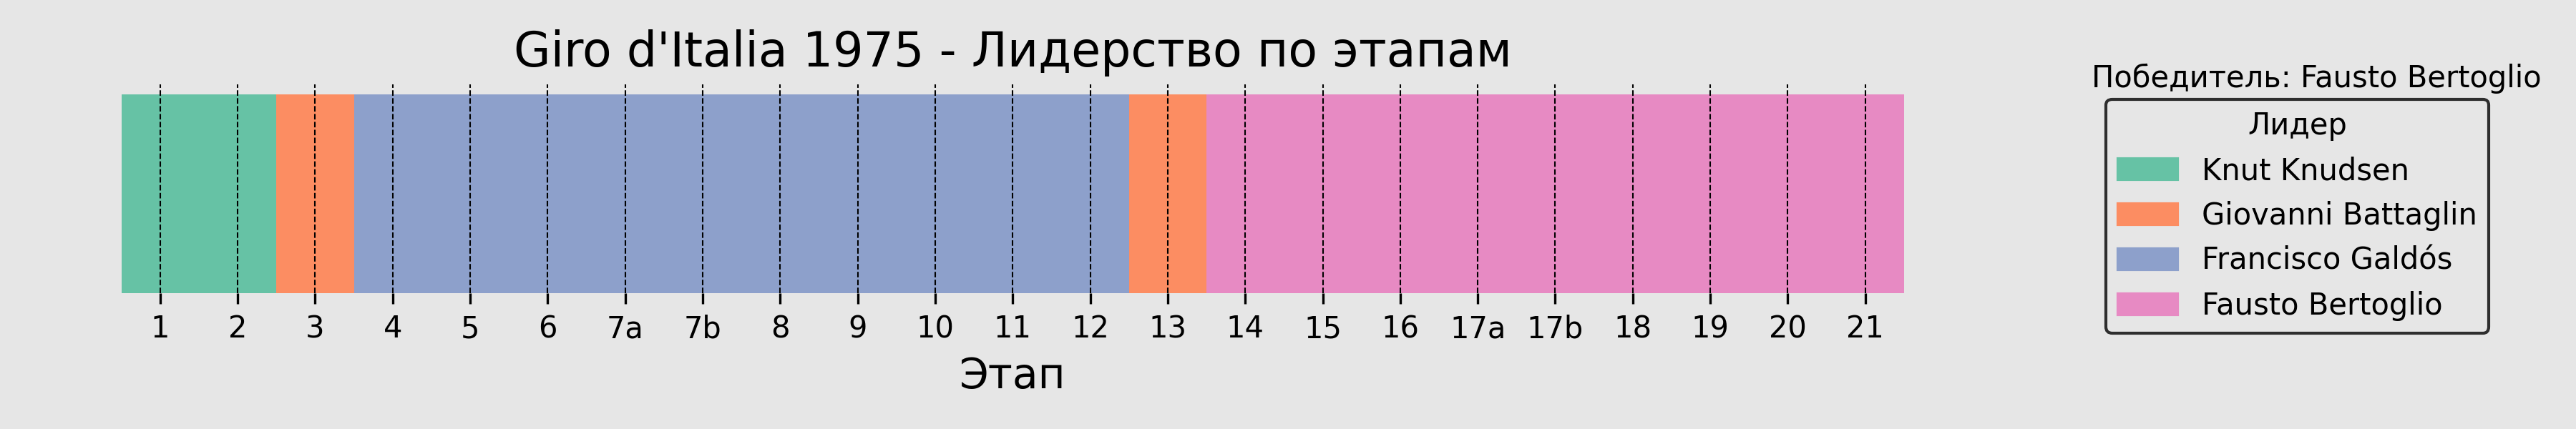 Giro d'Italia 1975 - Лидерство по этапам
1 2 3 4 5 6 7a 7b 8 9 10 11 12 13 14 15 16 17a 17b 18 19 20 21
Этап
Победитель: Fausto Bertoglio
Лидер
Knut Knudsen
Giovanni Battaglin
Francisco Galdós
Fausto Bertoglio